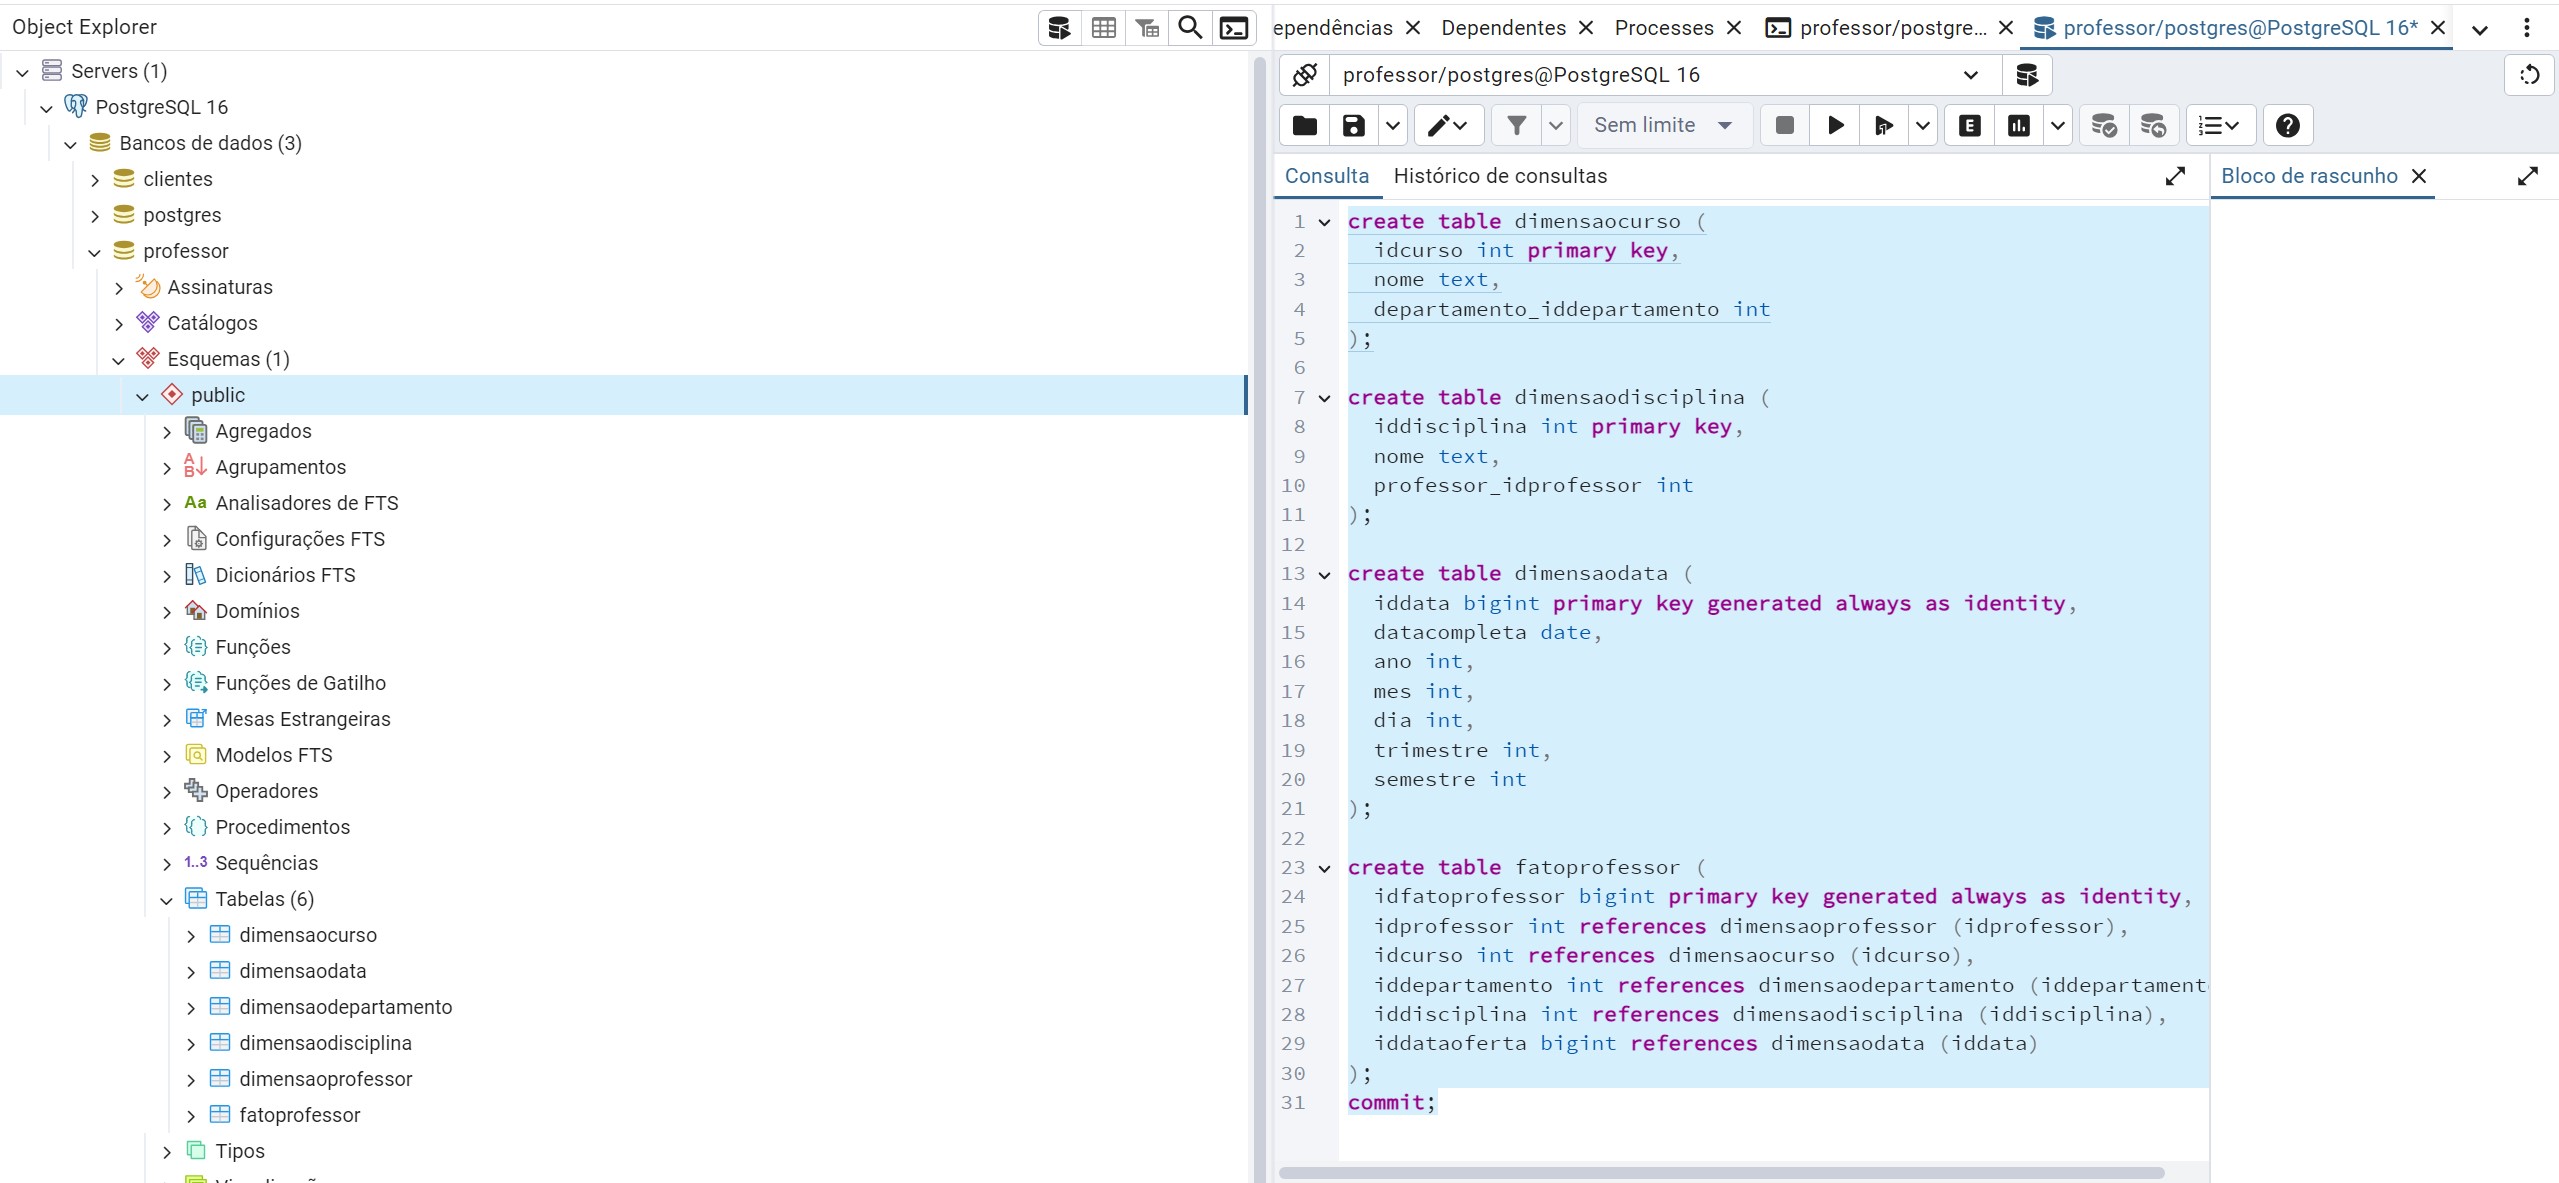 Object Explorer
Servers (1)
PostgreSQL 16
Bancos de dados (3)
clientes
postgres
professor
Assinaturas
Catálogos
Esquemas (1)
public
Agregados
Agrupamentos
Aa Analisadores de FTS
Configurações FTS
Dicionários FTS
Domínios
Funções
Funções de Gatilho
Mesas Estrangeiras
Modelos FTS
Operadores
Procedimentos
1..3 Sequências
Tabelas (6)
dimensaocurso
dimensaodata
dimensaodepartamento
dimensaodisciplina
dimensaoprofessor
fatoprofessor
Tipos
ependências Dependentes Processes professor/postgre... professor/postgres@PostgreSQL 16*
professor/postgres@PostgreSQL 16
Sem limite
Consulta Histórico de consultas
Bloco de rascunho
1 create table dimensaocurso (
2 idcurso int primary key,
3 nome text,
4 departamento_iddepartamento int
5 );
6
7 create table dimensaodisciplina (
8 iddisciplina int primary key,
9 nome text,
10 professor_idprofessor int
11 );
12
13 create table dimensaodata (
14 iddata bigint primary key generated always as identity,
15 datacompleta date,
16 ano int,
17 mes int,
18 dia int,
19 trimestre int,
20 semestre int
21 );
22
23 create table fatoprofessor (
24 idfatoprofessor bigint primary key generated always as identity,
25 idprofessor int references dimensaoprofessor (idprofessor),
26 idcurso int references dimensaocurso (idcurso),
27 iddepartamento int references dimensaodepartamento (iddepartament
28 iddisciplina int references dimensaodisciplina (iddisciplina),
29 iddataoferta bigint references dimensaodata (iddata)
30 );
31 commit;